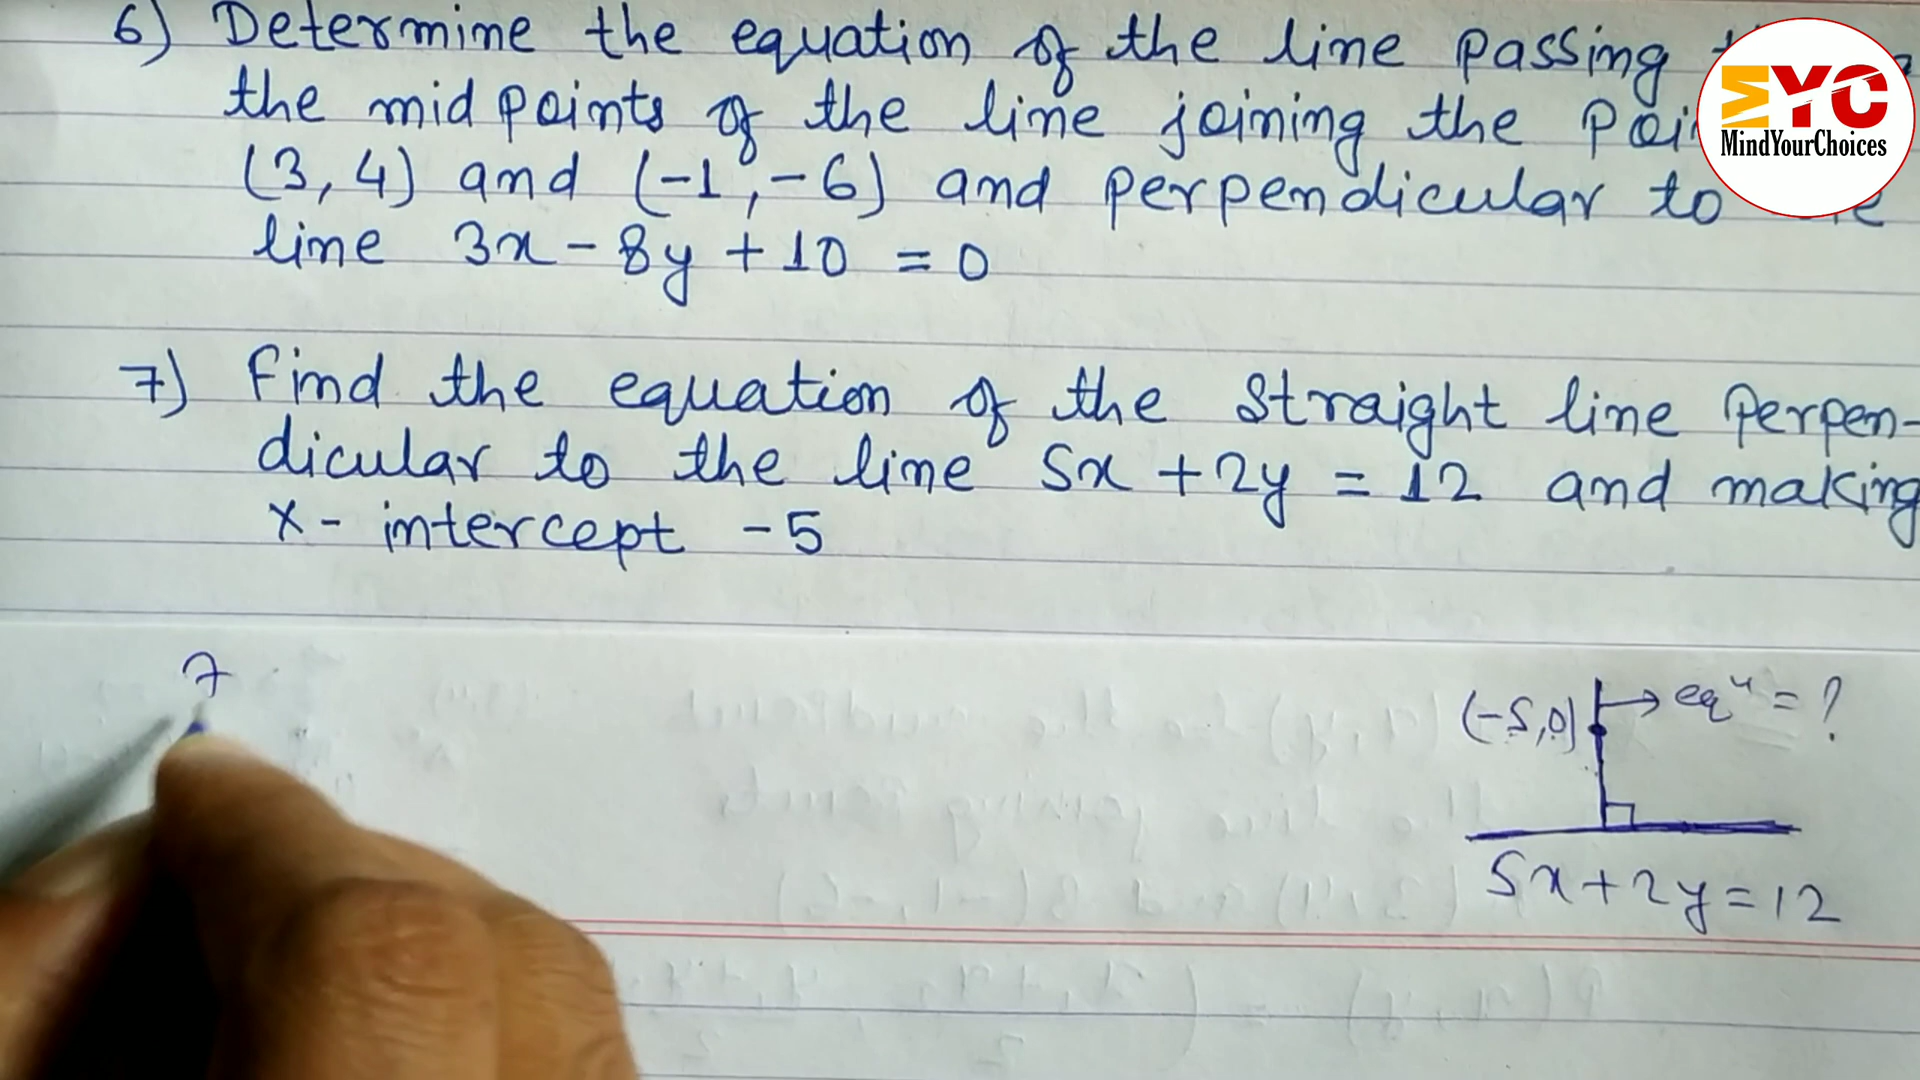 6) Determine the equation of the line passing
the mid points of the line joining the
(3, 4) and (-1, -6) and perpendicular to
line 3x - 8y + 10 = 0
7) Find the equation of the straight line perpen-
dicular to the line 5x + 2y = 12 and making
x - intercept - 5
7
(-5,0) → eqⁿ = ?
5x + 2y = 12
MYC
MindYourChoices